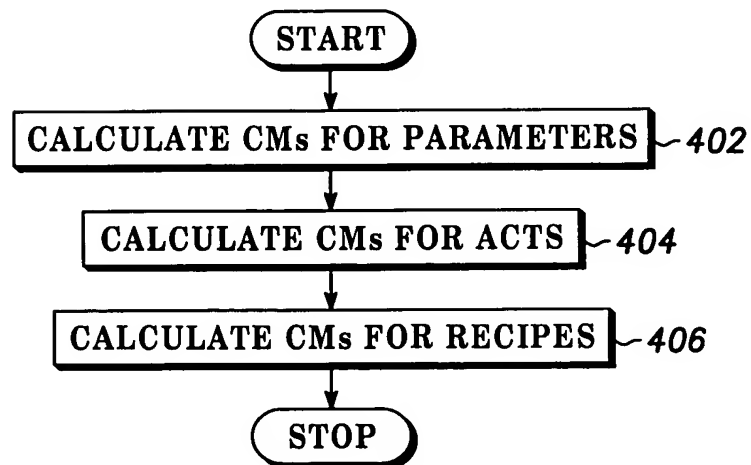 START
CALCULATE CMs FOR PARAMETERS 402
CALCULATE CMs FOR ACTS 404
CALCULATE CMs FOR RECIPES 406
STOP